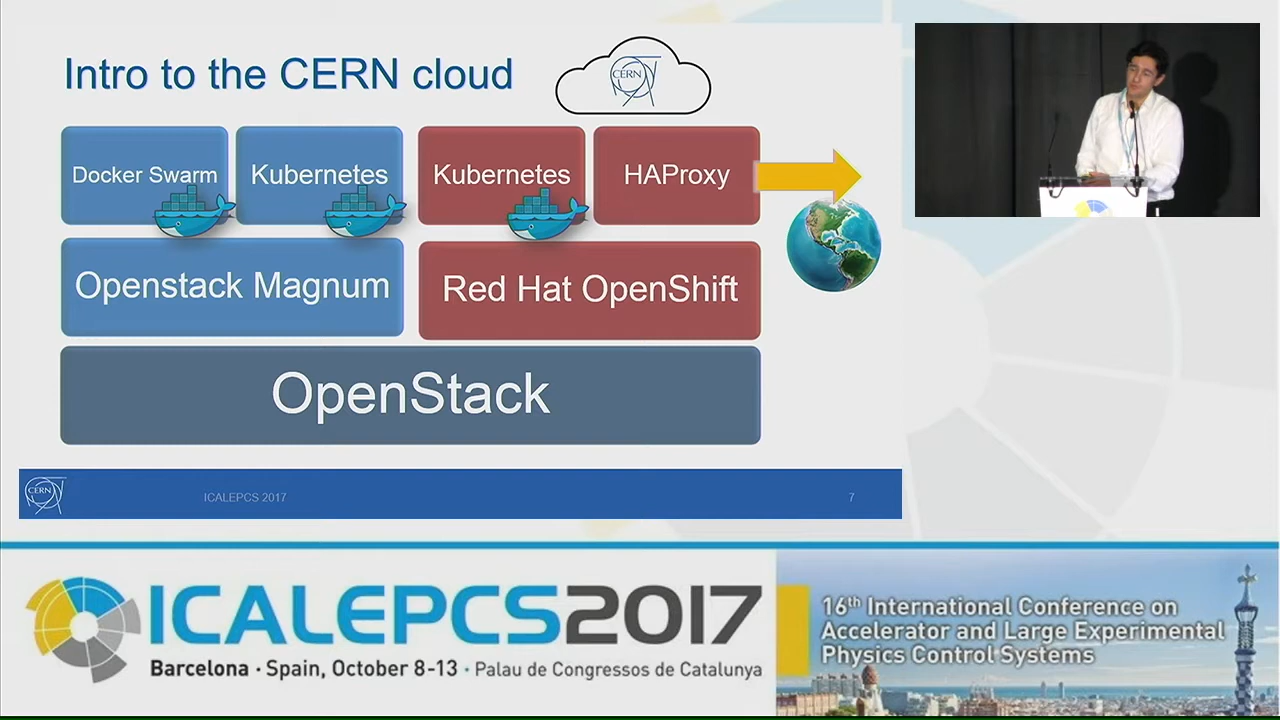 Intro to the CERN cloud
CERN
Docker Swarm
Kubernetes
Kubernetes
HAProxy
Openstack Magnum
Red Hat OpenShift
OpenStack
CERN
ICALEPCS 2017
7
ICALEPCS2017
Barcelona · Spain, October 8-13 · Palau de Congressos de Catalunya
16th International Conference on
Accelerator and Large Experimental
Physics Control Systems